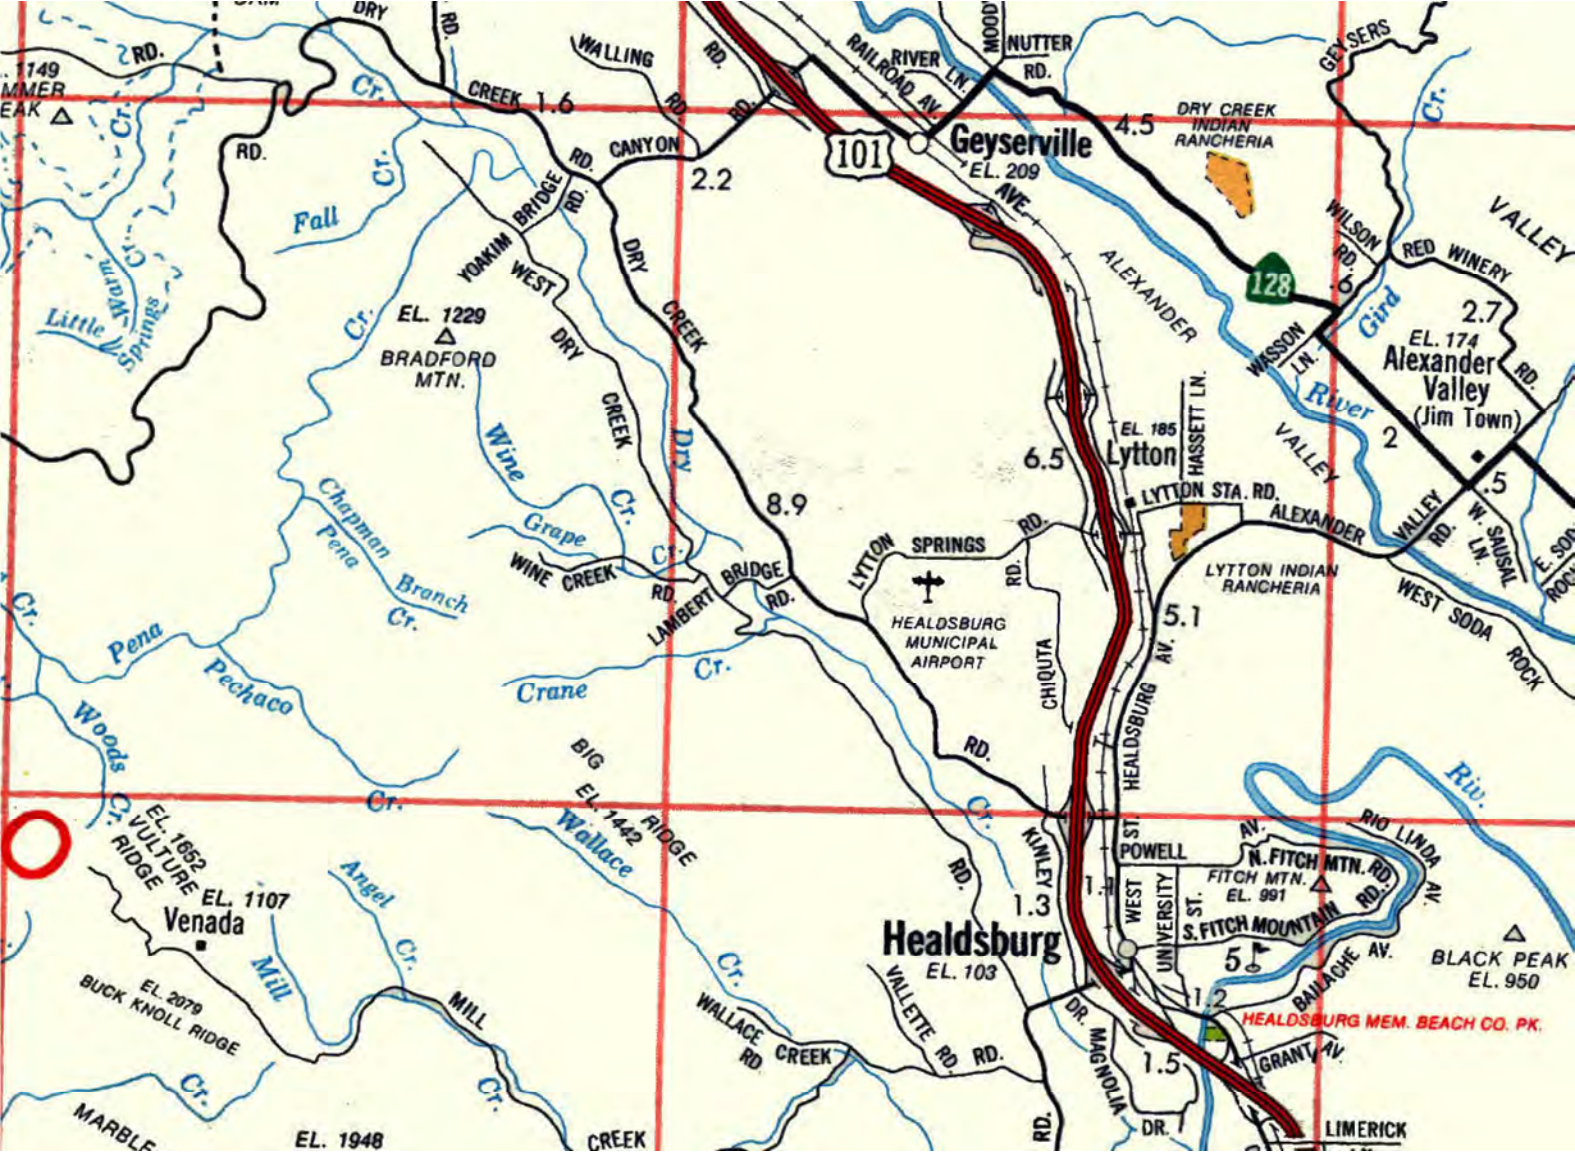 DRY
RD.
RD.
1149
MMER
EAK
Cr.
Cr.
RD.
WALLING
RD.
CREEK
1.6
RD.
RD.
RD.
CANYON
2.2
DRY
RD.
BRIDGE
RD.
YOAKIM
WEST
DRY
CREEK
CREEK
Fall
Cr.
Little
Warm
Springs
Cr.
Cr.
EL. 1229
BRADFORD
MTN.
RAILROAD AV.
RIVER
LN.
MOODY
NUTTER
RD.
GEYSERS
Cr.
101
Geyserville
EL. 209
AVE.
4.5
DRY CREEK
INDIAN
RANCHERIA
ALEXANDER
VALLEY
128
WILSON
RD.
.6
RED WINERY
RD.
2.7
VALLEY
Gird
WASSON
LN.
EL. 174
Alexander
Valley
(Jim Town)
River
2
.5
Wine
Cr.
Dry
Grape
Cr.
WINE CREEK
RD.
LAMBERT
BRIDGE
RD.
8.9
6.5
EL. 185
Lytton
HASSETT LN.
LYTTON STA. RD.
ALEXANDER
VALLEY
RD.
W. SAUSAL
LN.
E. SODA
ROCK
LYTTON
SPRINGS
RD.
RD.
CHIQUTA
HEALDSBURG
MUNICIPAL
AIRPORT
LYTTON INDIAN
RANCHERIA
WEST SODA
ROCK
5.1
HEALDSBURG
AV.
Chapman
Branch
Pena
Cr.
Cr.
Pena
Pechaco
Cr.
Woods
Cr.
Crane
Cr.
BIG
RIDGE
EL. 1442
Wallace
Cr.
RD.
Cr.
RD.
KINLEY
1.3
1.1
Riv.
ST.
POWELL
AV.
RIO LINDA
AV.
N. FITCH MTN. RD.
FITCH MTN.
EL. 991
S. FITCH MOUNTAIN
RD.
WEST
UNIVERSITY
ST.
5
BAILACHE
AV.
BLACK PEAK
EL. 950
EL. 1652
VULTURE
RIDGE
EL. 1107
Venada
EL. 2079
BUCK KNOLL RIDGE
Angel
Cr.
Mill
MILL
Cr.
Cr.
CREEK
Healdsburg
EL. 103
VALLETTE
RD.
WALLACE
CREEK
RD.
RD.
RD.
DR.
MAGNOLIA
DR.
1.2
1.5
HEALDSBURG MEM. BEACH CO. PK.
GRANT AV.
LIMERICK
MARBLE
EL. 1948